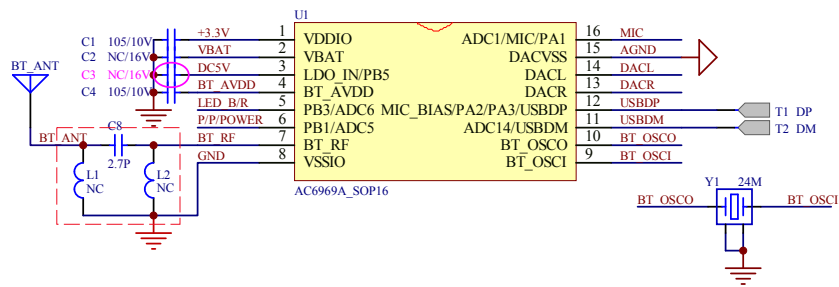 U1
C1 105/10V +3.3V 1 VDDIO ADC1/MIC/PA1 16 MIC
C2 NC/16V VBAT 2 VBAT DACVSS 15 AGND
BT_ANT C3 NC/16V DC5V 3 LDO_IN/PB5 DACL 14 DACL
C4 105/10V BT_AVDD 4 BT_AVDD DACR 13 DACR
LED_B/R 5 PB3/ADC6 MIC_BIAS/PA2/PA3/USBDP 12 USBDP T1 DP
P/P/POWER 6 PB1/ADC5 ADC14/USBDM 11 USBDM T2 DM
BT_ANT C8 BT_RF 7 BT_RF BT_OSCO 10 BT_OSCO
2.7P GND 8 VSSIO BT_OSCI 9 BT_OSCI
L1 NC L2 NC
AC6969A_SOP16
Y1 24M
BT_OSCO BT_OSCI